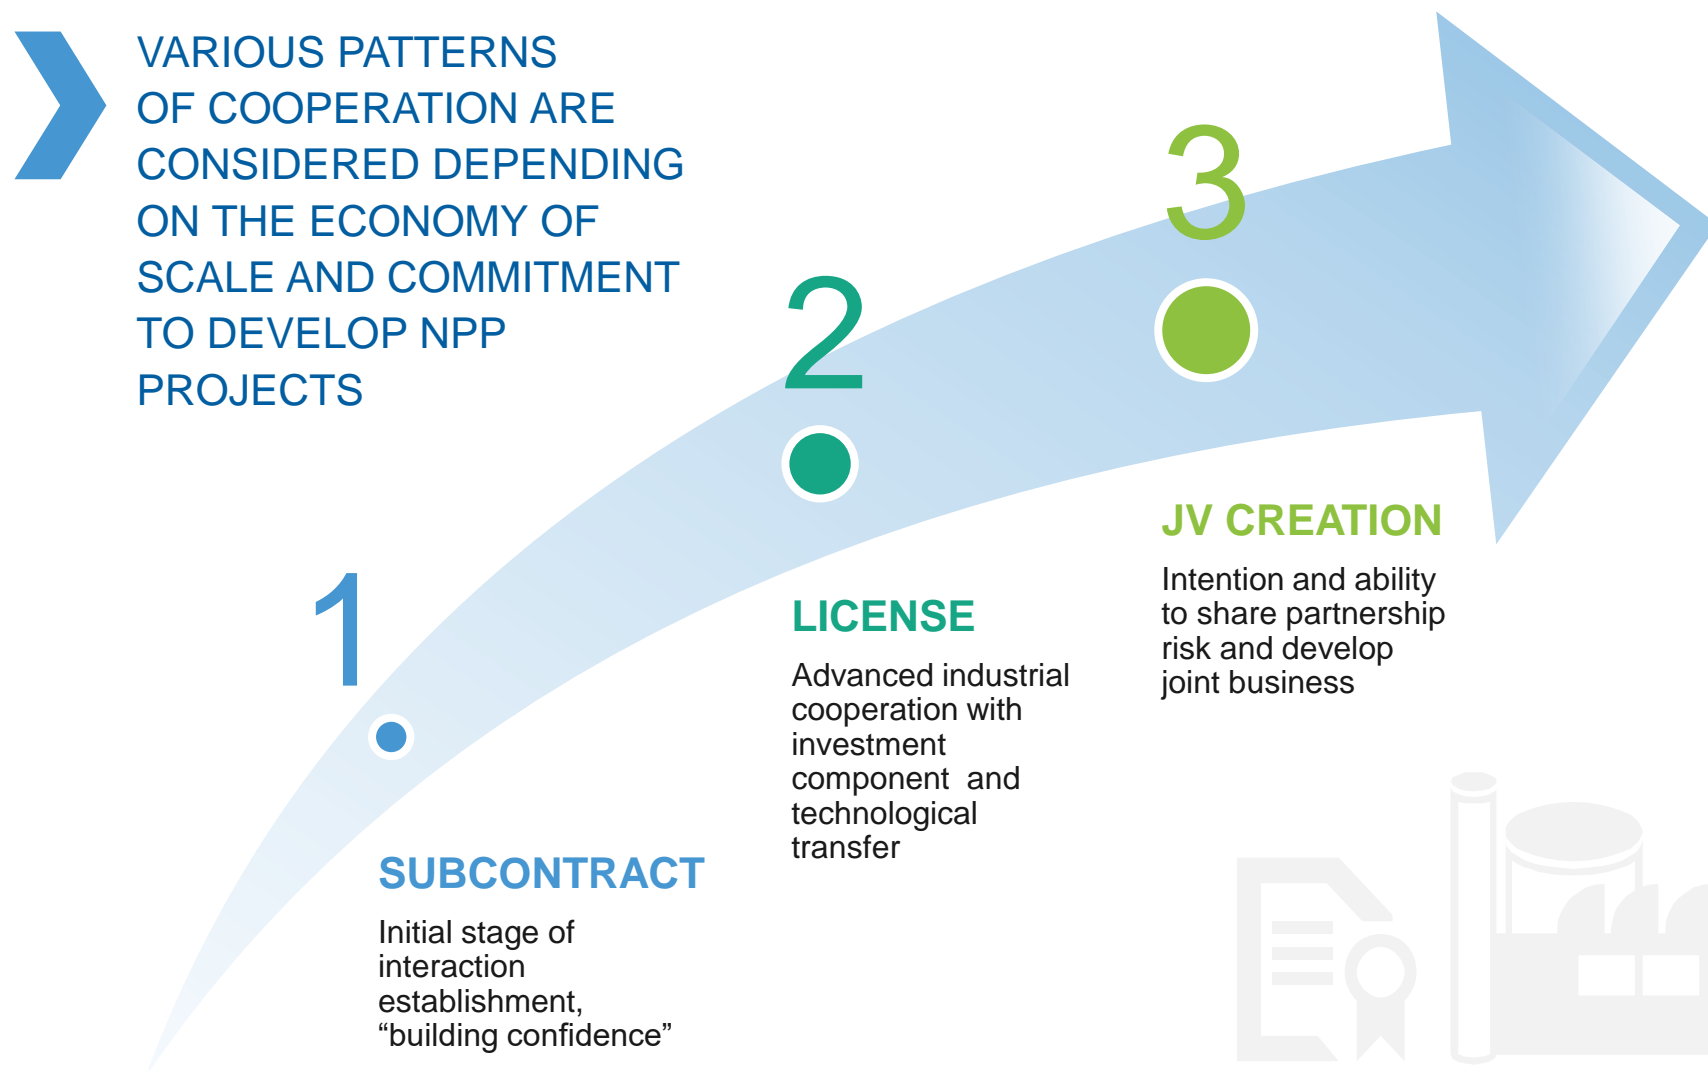 VARIOUS PATTERNS
OF COOPERATION ARE
CONSIDERED DEPENDING
ON THE ECONOMY OF
SCALE AND COMMITMENT
TO DEVELOP NPP
PROJECTS
1
SUBCONTRACT
Initial stage of
interaction
establishment,
“building confidence”
2
LICENSE
Advanced industrial
cooperation with
investment
component  and
technological
transfer
3
JV CREATION
Intention and ability
to share partnership
risk and develop
joint business